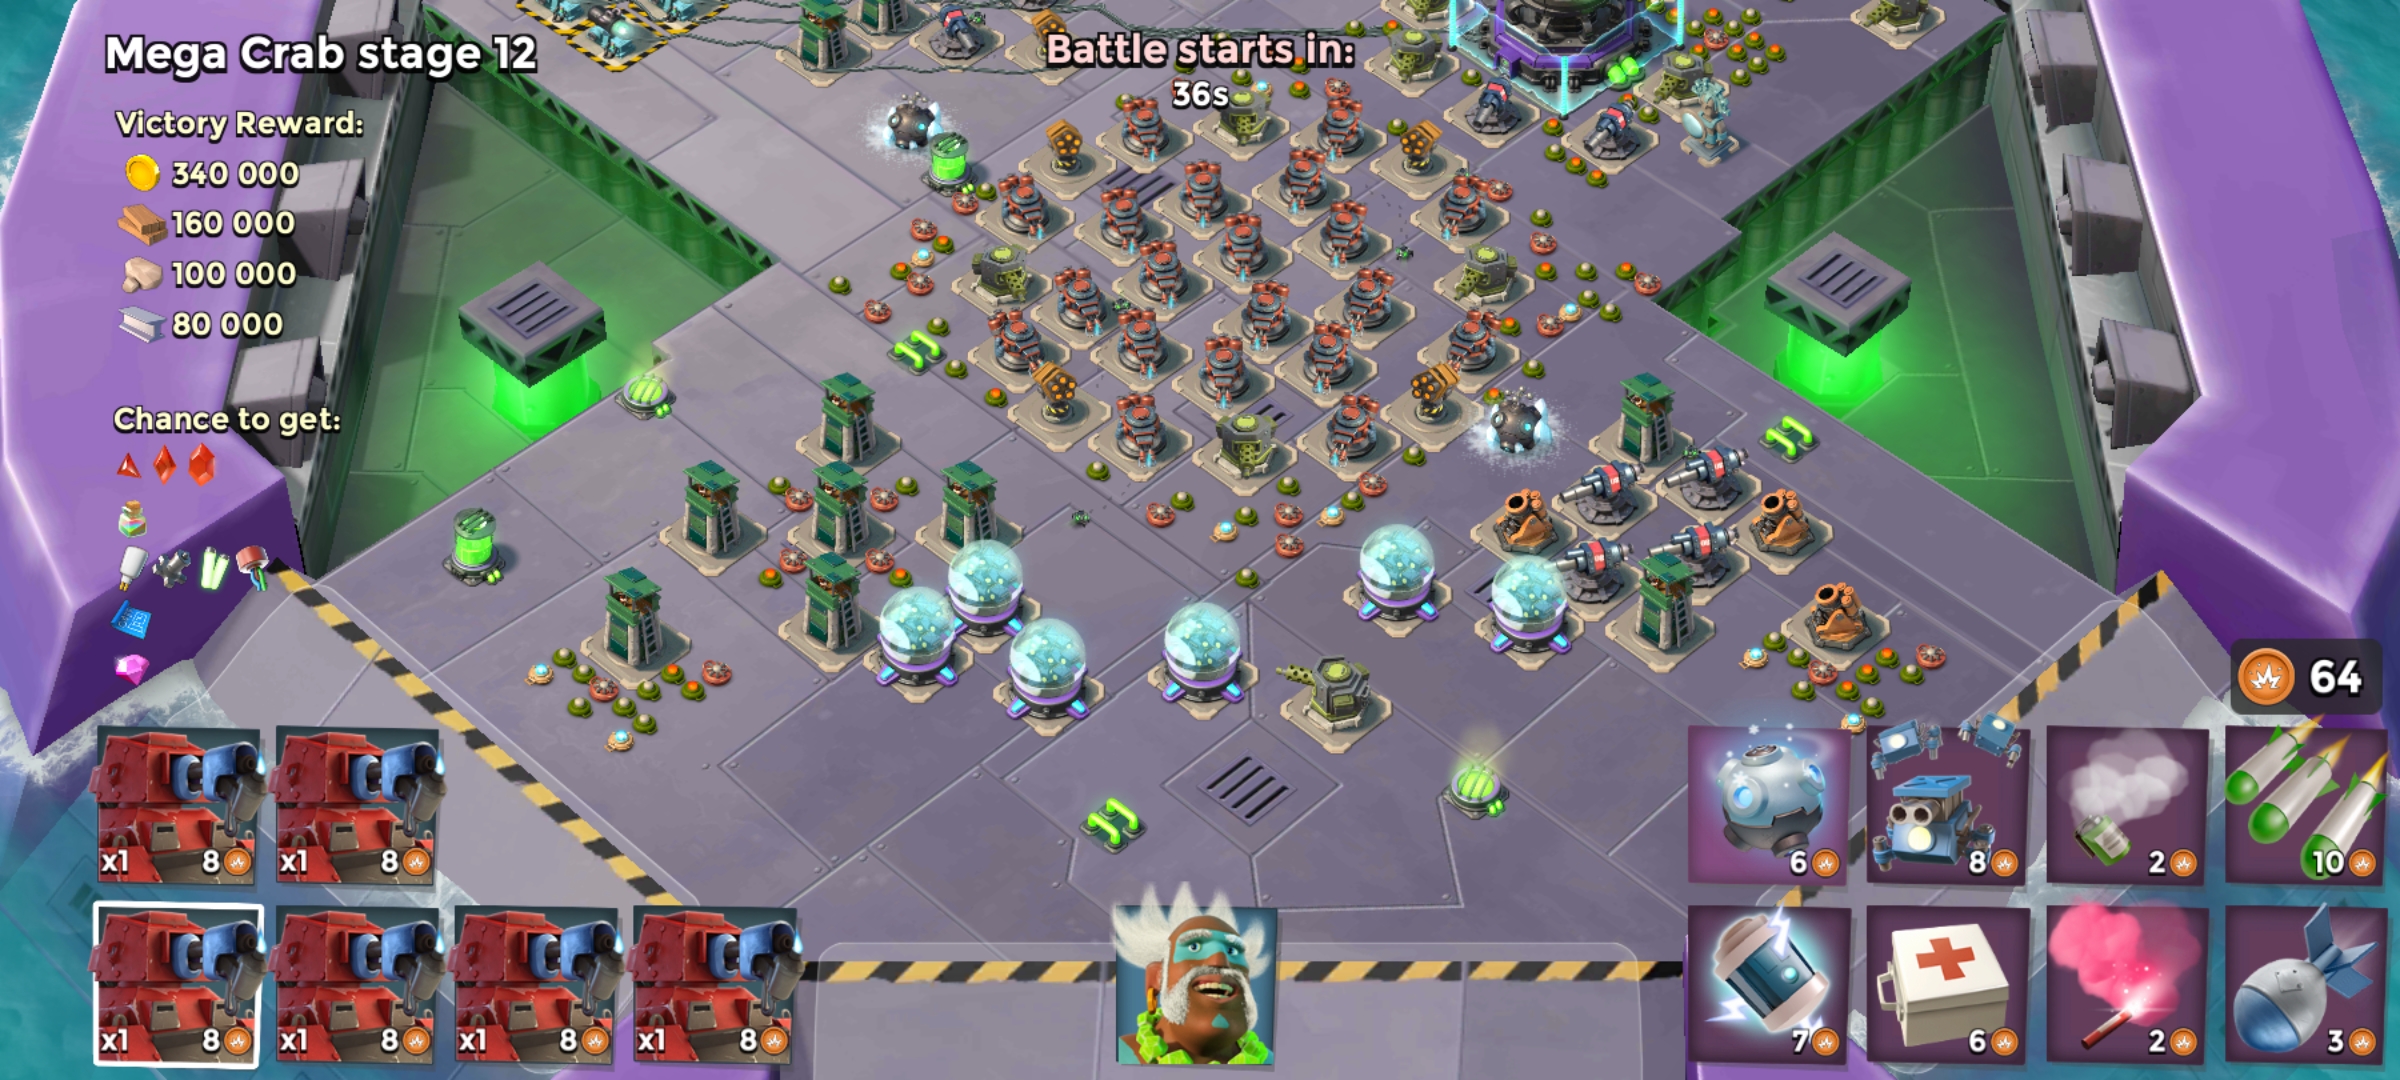 Mega Crab stage 12
Battle starts in:
36s
Victory Reward:
340 000
160 000
100 000
80 000
Chance to get:
64
x1 8
x1 8
6
8
2
10
x1 8
x1 8
x1 8
x1 8
7
6
2
3